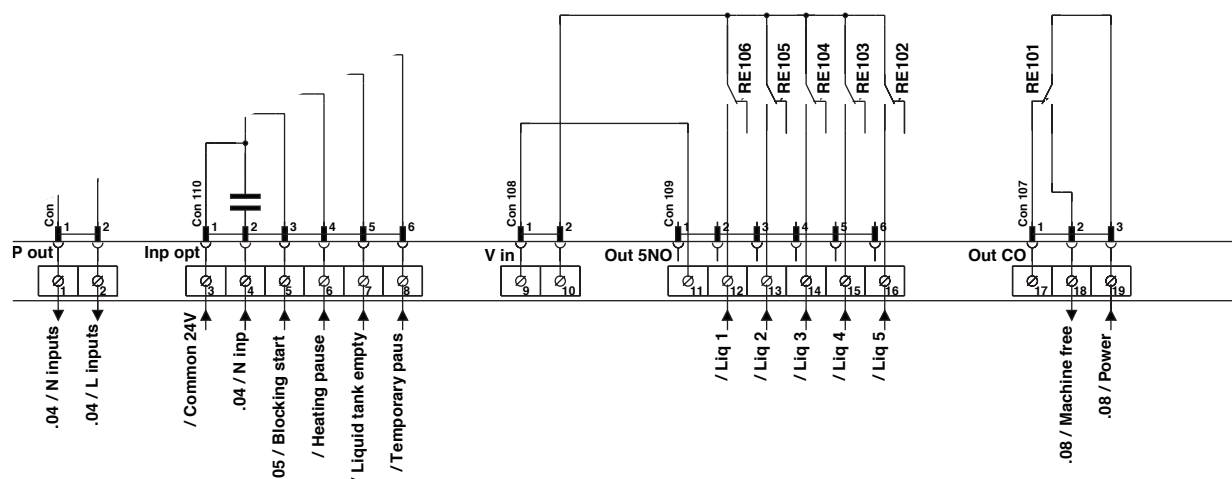 RE106
RE105
RE104
RE103
RE102
RE101
Con
Con 110
Con 108
Con 109
Con 107
1 2
1 2 3 4 5 6
1 2
1 2 3 4 5 6
1 2 3
P out
Inp opt
V in
Out 5NO
Out CO
1 2
3 4 5 6 7 8
9 10
11 12 13 14 15 16
17 18 19
.04 / N inputs
.04 / L inputs
/ Common 24V
.04 / N inp
05 / Blocking start
/ Heating pause
/ Liquid tank empty
/ Temporary paus
/ Liq 1
/ Liq 2
/ Liq 3
/ Liq 4
/ Liq 5
.08 / Machine free
.08 / Power